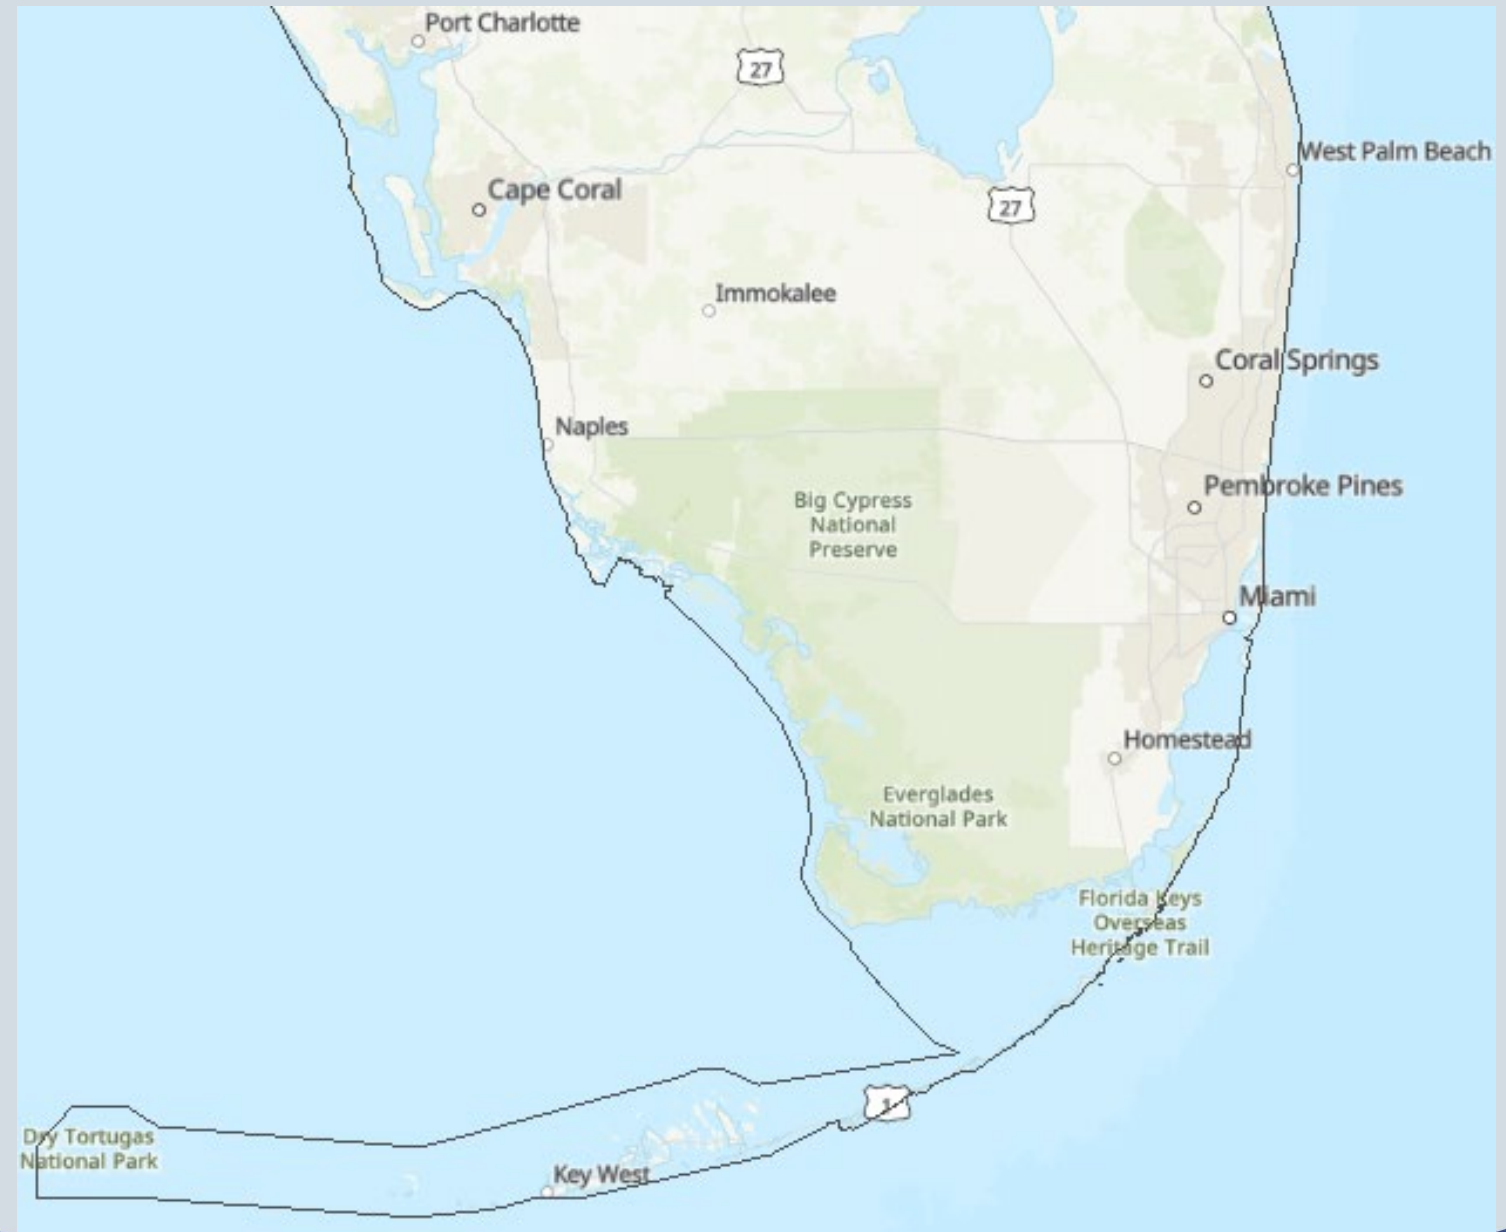 Port Charlotte
27
West Palm Beach
Cape Coral
27
Immokalee
Coral Springs
Naples
Pembroke Pines
Big Cypress
National
Preserve
Miami
Homestead
Everglades
National Park
Florida Keys
Overseas
Heritage Trail
1
Dry Tortugas
National Park
Key West